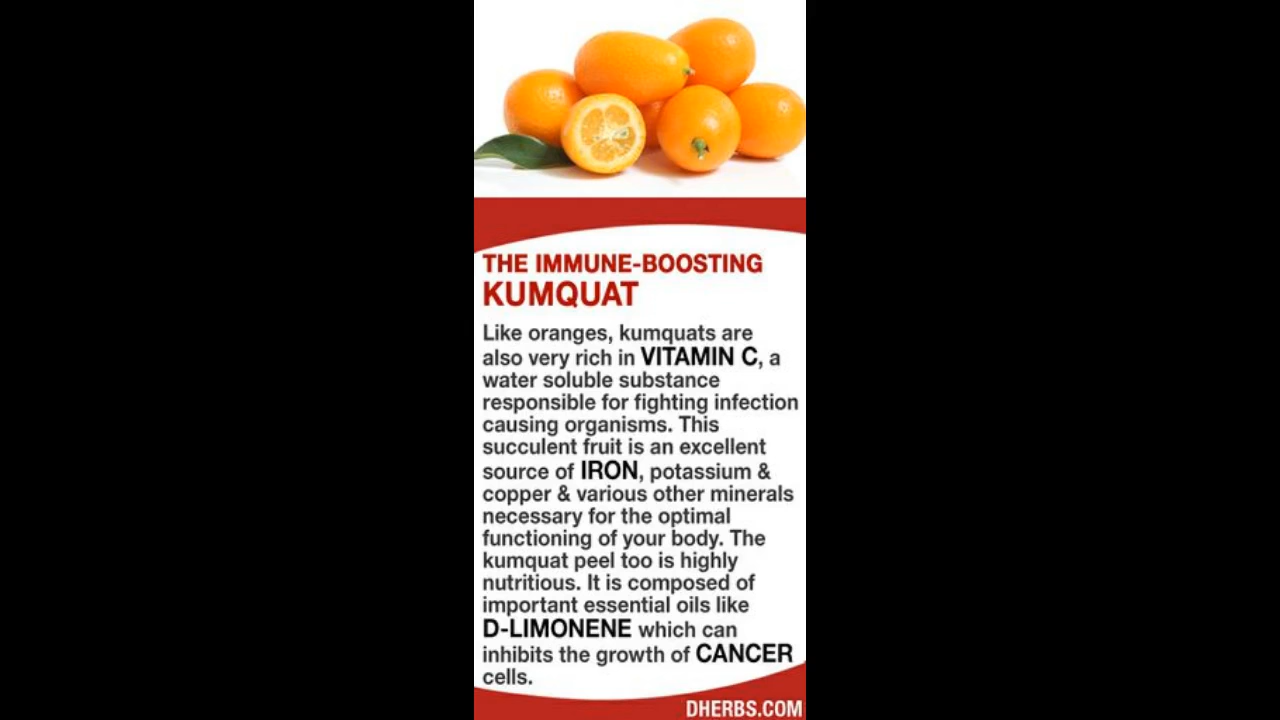 THE IMMUNE-BOOSTING
KUMQUAT
Like oranges, kumquats are
also very rich in VITAMIN C, a
water soluble substance
responsible for fighting infection
causing organisms. This
succulent fruit is an excellent
source of IRON, potassium &
copper & various other minerals
necessary for the optimal
functioning of your body. The
kumquat peel too is highly
nutritious. It is composed of
important essential oils like
D-LIMONENE which can
inhibits the growth of CANCER
cells.
DHERBS.COM